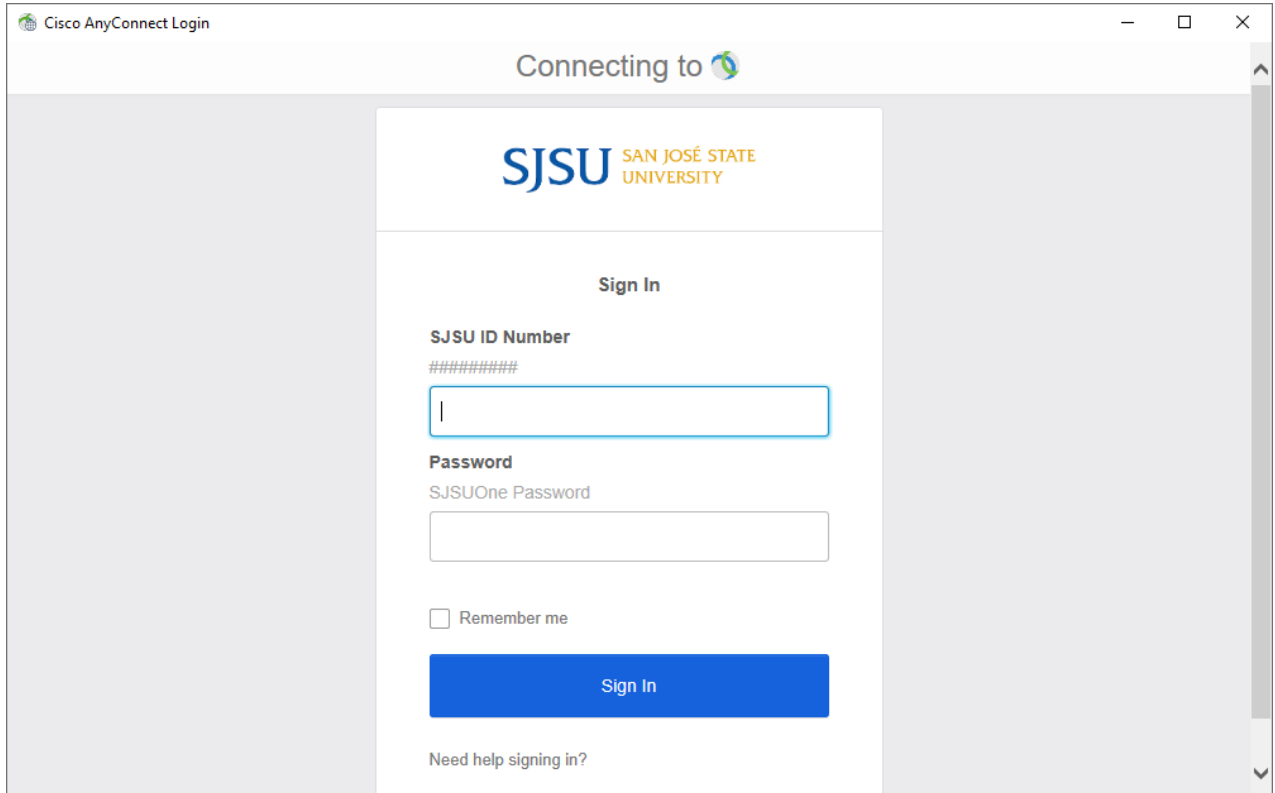 Cisco AnyConnect Login
Connecting to
SJSU SAN JOSÉ STATE
UNIVERSITY
Sign In
SJSU ID Number
#########
Password
SJSUOne Password
Remember me
Sign In
Need help signing in?